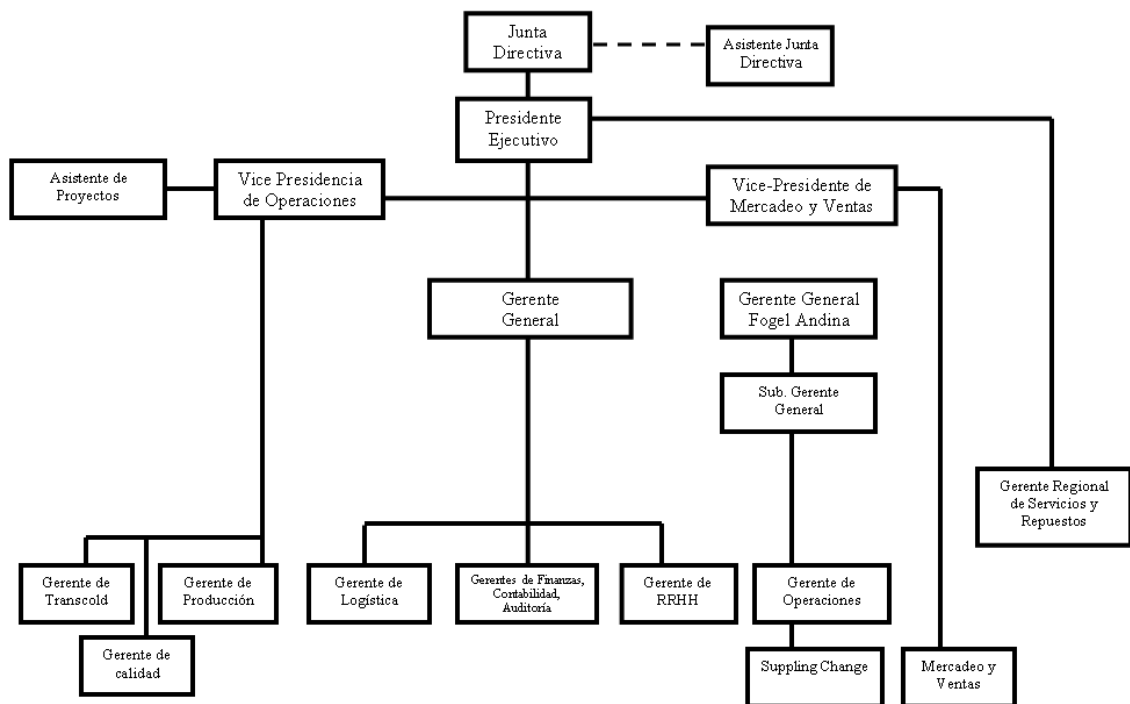 Junta
Directiva
Asistente Junta
Directiva
Presidente
Ejecutivo
Asistente de
Proyectos
Vice Presidencia
de Operaciones
Vice-Presidente de
Mercadeo y Ventas
Gerente
General
Gerente General
Fogel Andina
Sub. Gerente
General
Gerente Regional
de Servicios y
Repuestos
Gerente de
Transcold
Gerente de
Producción
Gerente de
Logística
Gerentes de Finanzas,
Contabilidad,
Auditoría
Gerente de
RRHH
Gerente de
Operaciones
Gerente de
calidad
Suppling Change
Mercadeo y
Ventas